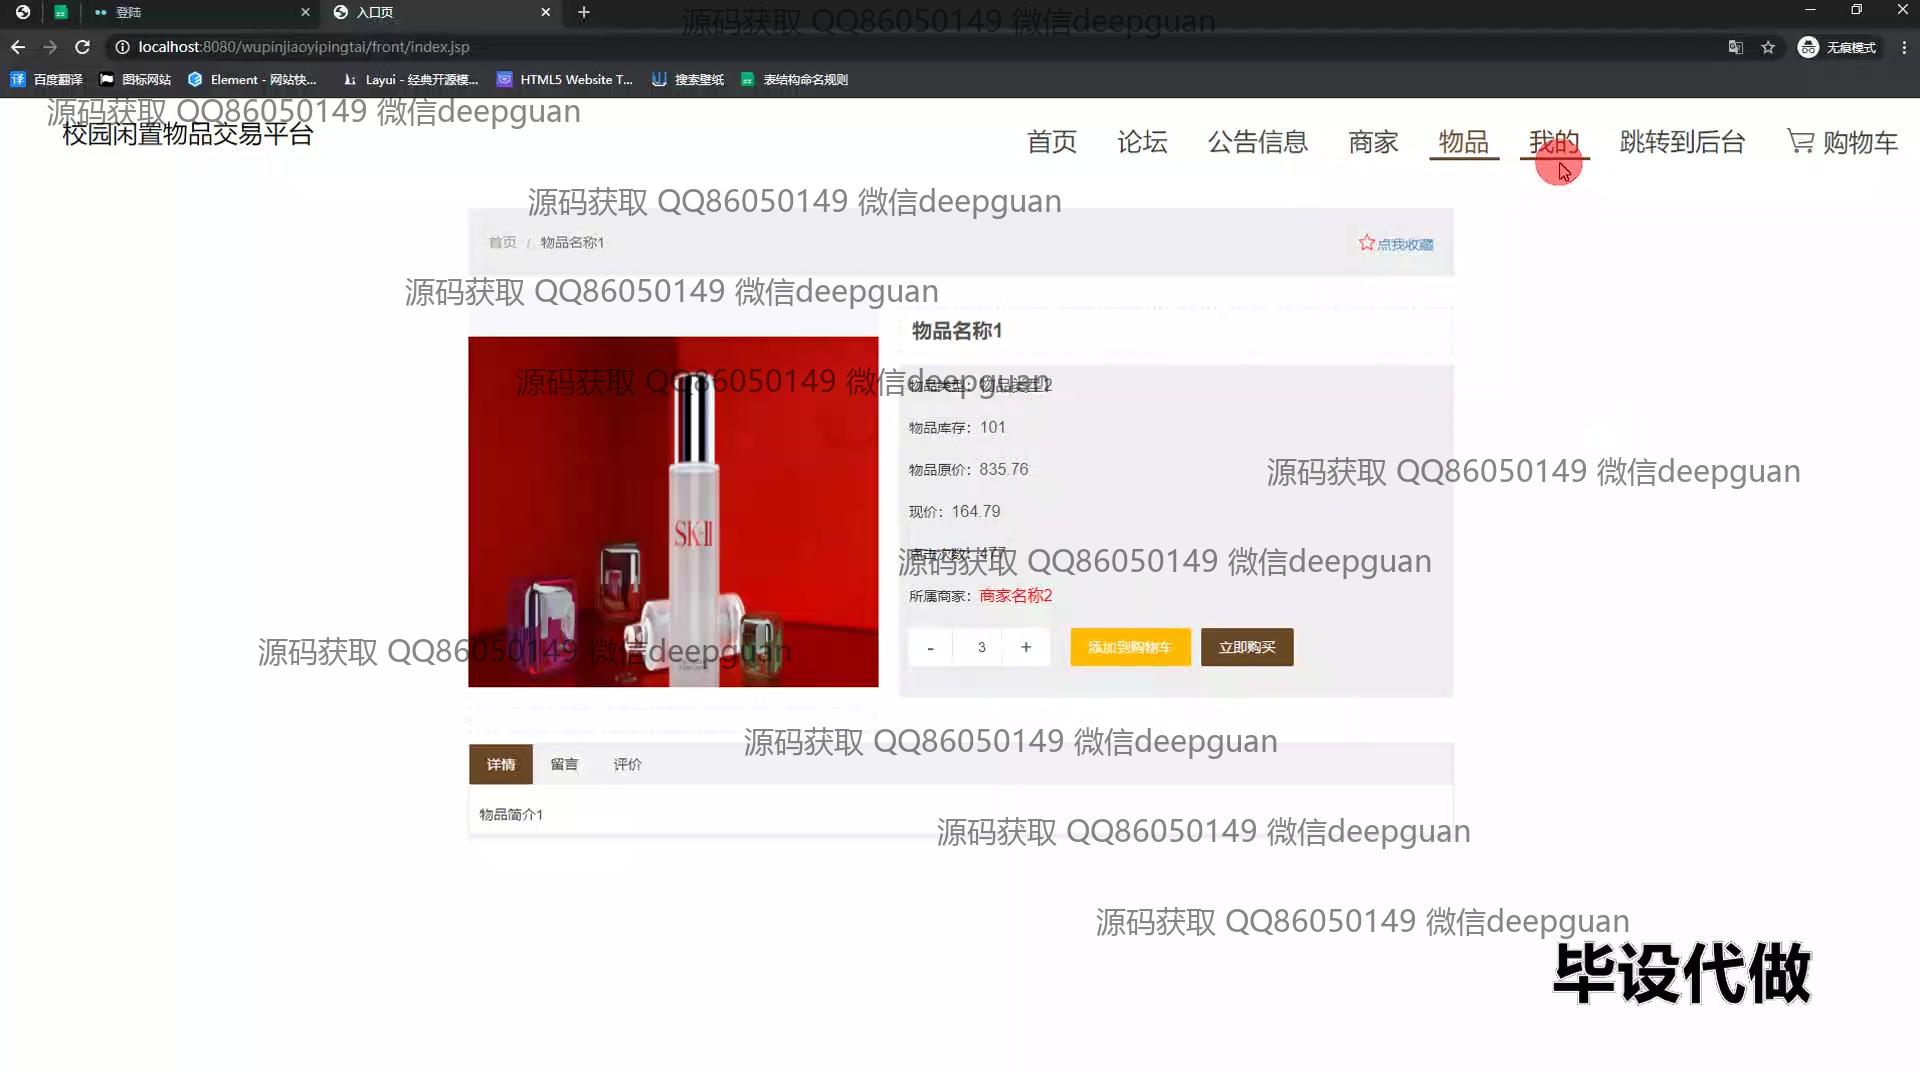 登陆
入口页
源码获取 QQ86050149 微信deepguan
localhost:8080/wupinjiaoyipingtai/front/index.jsp
无痕模式
百度翻译 图标网站 Element - 网站快... Layui - 经典开源模... HTML5 Website T... 搜索壁纸 表结构命名规则
源码获取 QQ86050149 微信deepguan
校园闲置物品交易平台
首页 论坛 公告信息 商家 物品 我的 跳转到后台 购物车
源码获取 QQ86050149 微信deepguan
首页 / 物品名称1
点我收藏
源码获取 QQ86050149 微信deepguan
物品名称1
源码获取 QQ86050149 微信deepguan
物品类型：物品类型2
物品库存：101
物品原价：835.76
源码获取 QQ86050149 微信deepguan
现价：164.79
SK-II
点击次数：477
源码获取 QQ86050149 微信deepguan
所属商家：商家名称2
- 3 + 添加到购物车 立即购买
源码获取 QQ86050149 微信deepguan
源码获取 QQ86050149 微信deepguan
详情 留言 评价
物品简介1
源码获取 QQ86050149 微信deepguan
源码获取 QQ86050149 微信deepguan
毕设代做